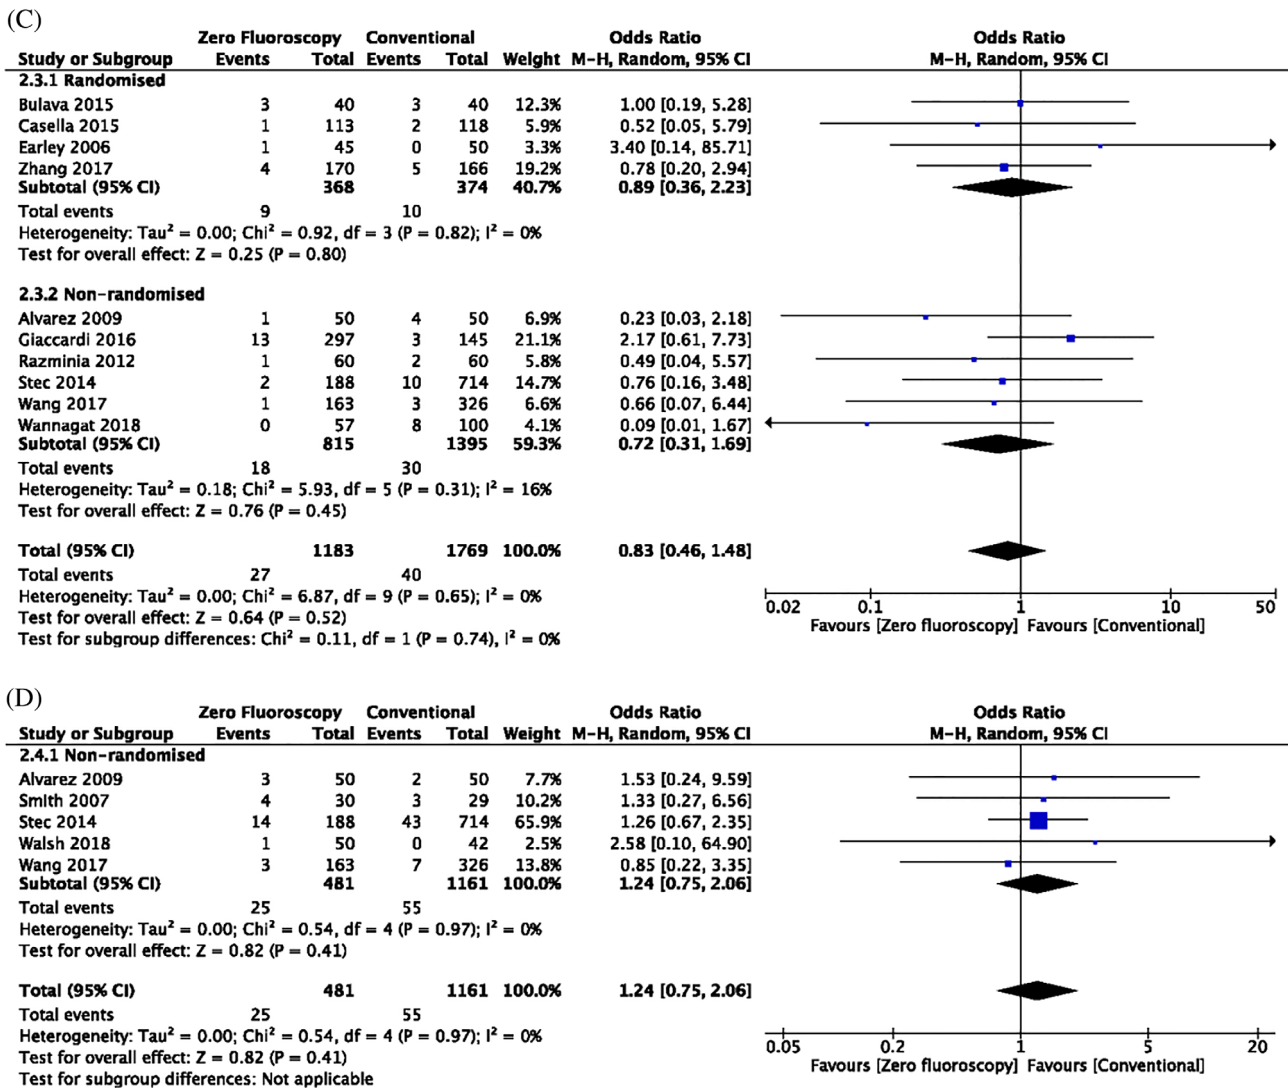 (C)
Zero Fluoroscopy Conventional Odds Ratio Odds Ratio
Study or Subgroup Events Total Events Total Weight M-H, Random, 95% CI M-H, Random, 95% CI
2.3.1 Randomised
Bulava 2015 3 40 3 40 12.3% 1.00 [0.19, 5.28]
Casella 2015 1 113 2 118 5.9% 0.52 [0.05, 5.79]
Earley 2006 1 45 0 50 3.3% 3.40 [0.14, 85.71]
Zhang 2017 4 170 5 166 19.2% 0.78 [0.20, 2.94]
Subtotal (95% CI) 368 374 40.7% 0.89 [0.36, 2.23]
Total events 9 10
Heterogeneity: Tau² = 0.00; Chi² = 0.92, df = 3 (P = 0.82); I² = 0%
Test for overall effect: Z = 0.25 (P = 0.80)
2.3.2 Non-randomised
Alvarez 2009 1 50 4 50 6.9% 0.23 [0.03, 2.18]
Giaccardi 2016 13 297 3 145 21.1% 2.17 [0.61, 7.73]
Razminia 2012 1 60 2 60 5.8% 0.49 [0.04, 5.57]
Stec 2014 2 188 10 714 14.7% 0.76 [0.16, 3.48]
Wang 2017 1 163 3 326 6.6% 0.66 [0.07, 6.44]
Wannagat 2018 0 57 8 100 4.1% 0.09 [0.01, 1.67]
Subtotal (95% CI) 815 1395 59.3% 0.72 [0.31, 1.69]
Total events 18 30
Heterogeneity: Tau² = 0.18; Chi² = 5.93, df = 5 (P = 0.31); I² = 16%
Test for overall effect: Z = 0.76 (P = 0.45)
Total (95% CI) 1183 1769 100.0% 0.83 [0.46, 1.48]
Total events 27 40
Heterogeneity: Tau² = 0.00; Chi² = 6.87, df = 9 (P = 0.65); I² = 0%
Test for overall effect: Z = 0.64 (P = 0.52)
Test for subgroup differences: Chi² = 0.11, df = 1 (P = 0.74), I² = 0%
0.02 0.1 1 10 50
Favours [Zero fluoroscopy] Favours [Conventional]
(D)
Zero Fluoroscopy Conventional Odds Ratio Odds Ratio
Study or Subgroup Events Total Events Total Weight M-H, Random, 95% CI M-H, Random, 95% CI
2.4.1 Non-randomised
Alvarez 2009 3 50 2 50 7.7% 1.53 [0.24, 9.59]
Smith 2007 4 30 3 29 10.2% 1.33 [0.27, 6.56]
Stec 2014 14 188 43 714 65.9% 1.26 [0.67, 2.35]
Walsh 2018 1 50 0 42 2.5% 2.58 [0.10, 64.90]
Wang 2017 3 163 7 326 13.8% 0.85 [0.22, 3.35]
Subtotal (95% CI) 481 1161 100.0% 1.24 [0.75, 2.06]
Total events 25 55
Heterogeneity: Tau² = 0.00; Chi² = 0.54, df = 4 (P = 0.97); I² = 0%
Test for overall effect: Z = 0.82 (P = 0.41)
Total (95% CI) 481 1161 100.0% 1.24 [0.75, 2.06]
Total events 25 55
Heterogeneity: Tau² = 0.00; Chi² = 0.54, df = 4 (P = 0.97); I² = 0%
Test for overall effect: Z = 0.82 (P = 0.41)
Test for subgroup differences: Not applicable
0.05 0.2 1 5 20
Favours [Zero fluoroscopy] Favours [Conventional]